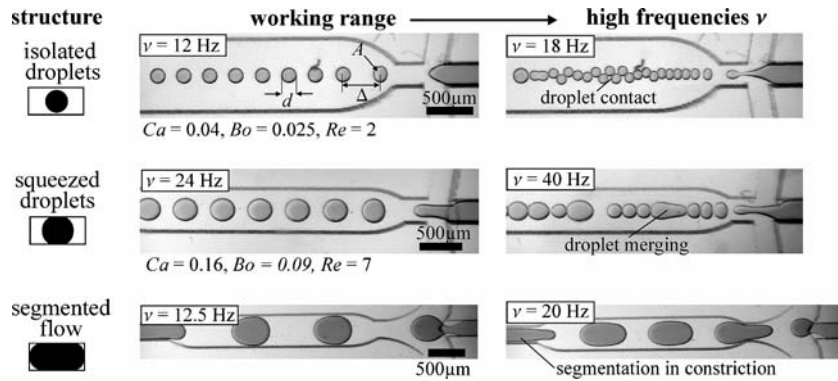 structure working range high frequencies ν
isolated
droplets
ν = 12 Hz
A
d
Δ
500μm
Ca = 0.04, Bo = 0.025, Re = 2
ν = 18 Hz
droplet contact
squeezed
droplets
ν = 24 Hz
500μm
Ca = 0.16, Bo = 0.09, Re = 7
ν = 40 Hz
droplet merging
segmented
flow
ν = 12.5 Hz
500μm
ν = 20 Hz
segmentation in constriction